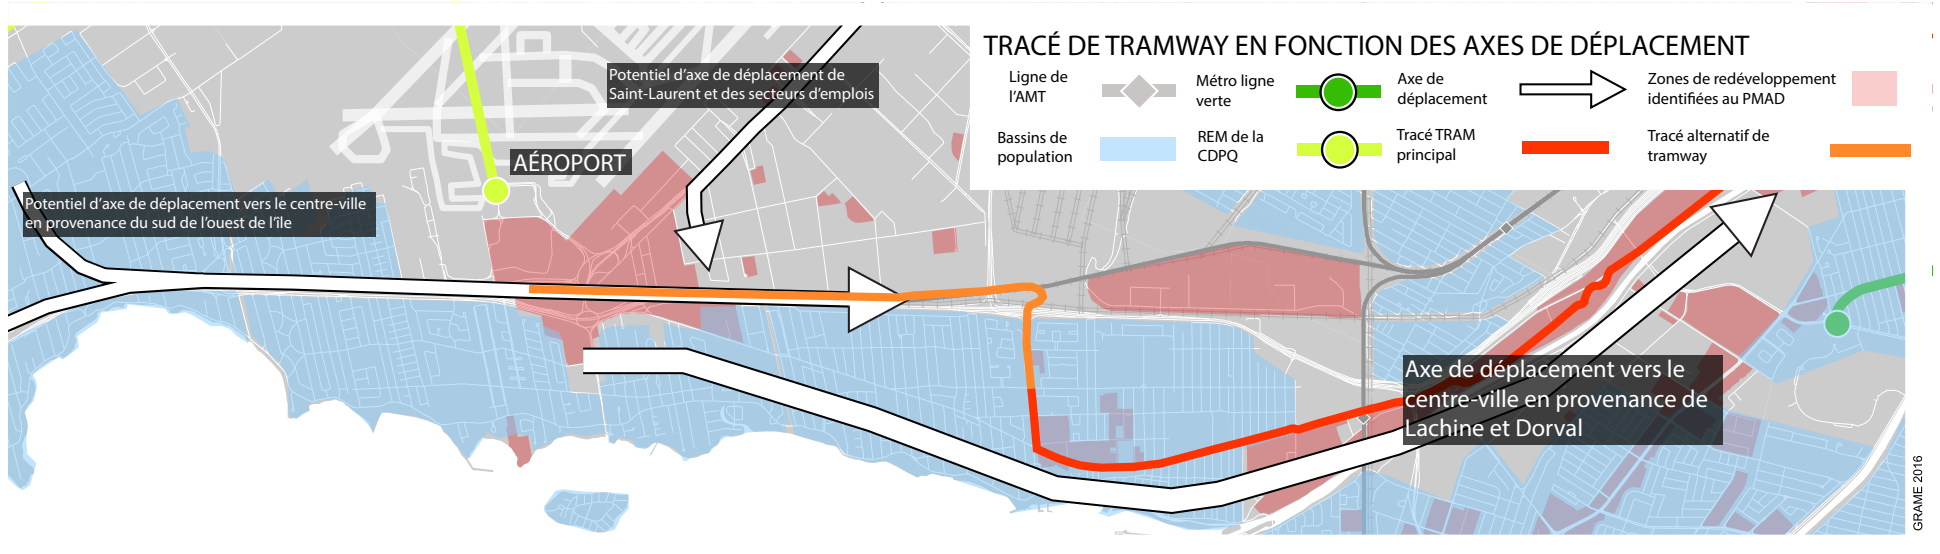 TRACÉ DE TRAMWAY EN FONCTION DES AXES DE DÉPLACEMENT
Ligne de
l'AMT
Métro ligne
verte
Axe de
déplacement
Zones de redéveloppement
identifiées au PMAD
Bassins de
population
REM de la
CDPQ
Tracé TRAM
principal
Tracé alternatif de
tramway
Potentiel d'axe de déplacement de
Saint-Laurent et des secteurs d'emplois
AÉROPORT
Potentiel d'axe de déplacement vers le centre-ville
en provenance du sud de l'ouest de l'île
Axe de déplacement vers le
centre-ville en provenance de
Lachine et Dorval
GRAME 2016